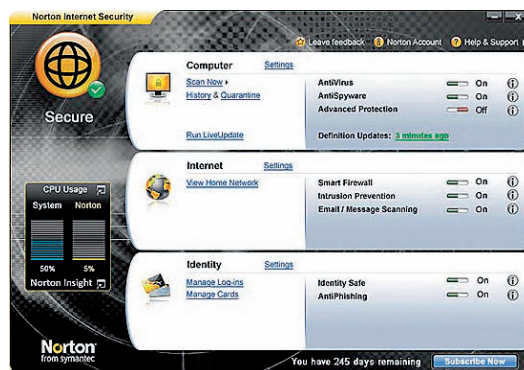 Norton Internet Security
Leave feedback Norton Account Help & Support
Secure
Computer Settings
Scan Now
History & Quarantine
Run LiveUpdate
AntiVirus On
AntiSpyware On
Advanced Protection Off
Definition Updates: 3 minutes ago
Internet Settings
View Home Network
Smart Firewall On
Intrusion Prevention On
Email / Message Scanning On
CPU Usage
System Norton
50% 5%
Norton Insight
Identity Settings
Manage Log-ins
Manage Cards
Identity Safe On
AntiPhishing On
Norton
from symantec
You have 245 days remaining Subscribe Now